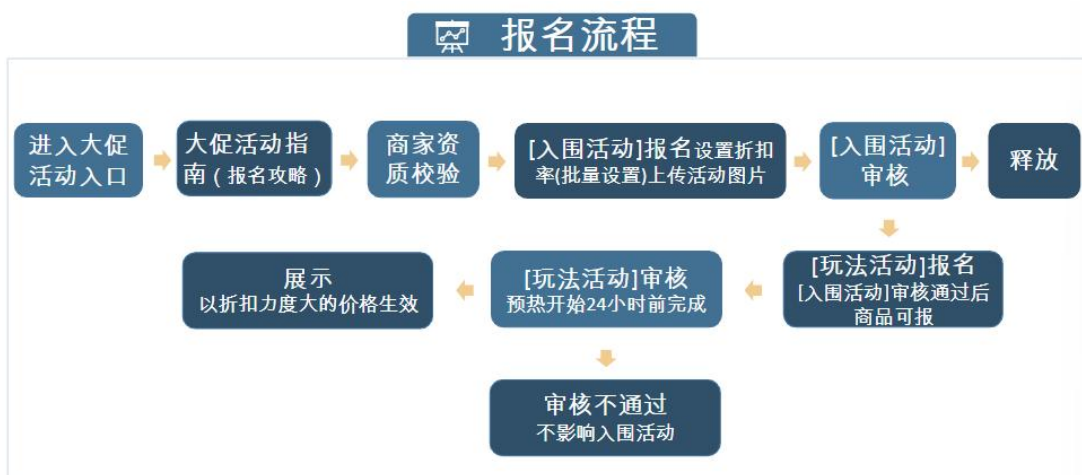 报名流程
进入大促
活动入口
大促活动指
南（报名攻略）
商家资
质校验
[入围活动]报名设置折扣
率(批量设置)上传活动图片
[入围活动]
审核
释放
[玩法活动]报名
[入围活动]审核通过后
商品可报
[玩法活动]审核
预热开始24小时前完成
展示
以折扣力度大的价格生效
审核不通过
不影响入围活动